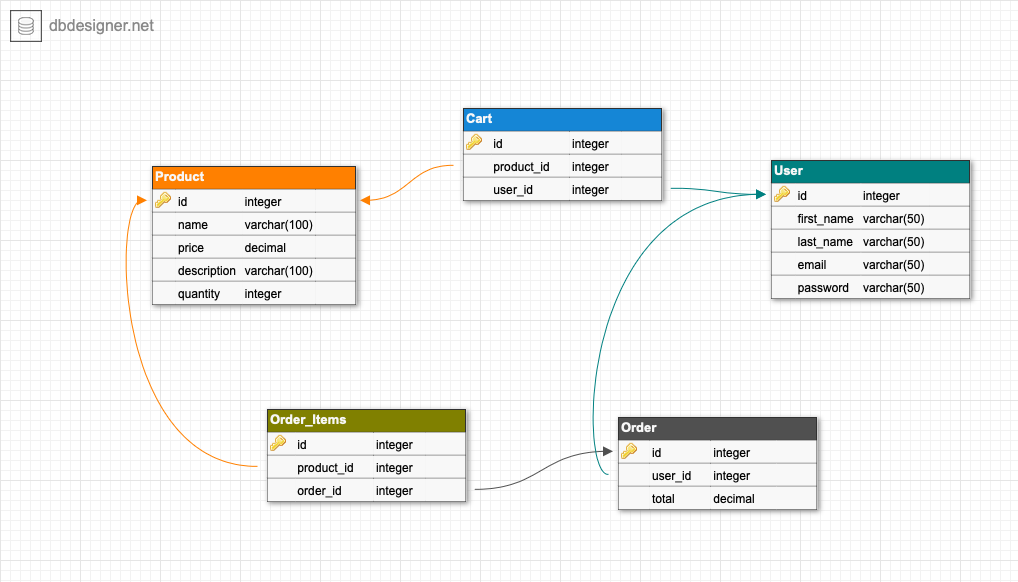 dbdesigner.net
Cart
id integer
product_id integer
user_id integer
Product
id integer
name varchar(100)
price decimal
description varchar(100)
quantity integer
User
id integer
first_name varchar(50)
last_name varchar(50)
email varchar(50)
password varchar(50)
Order_Items
id integer
product_id integer
order_id integer
Order
id integer
user_id integer
total decimal